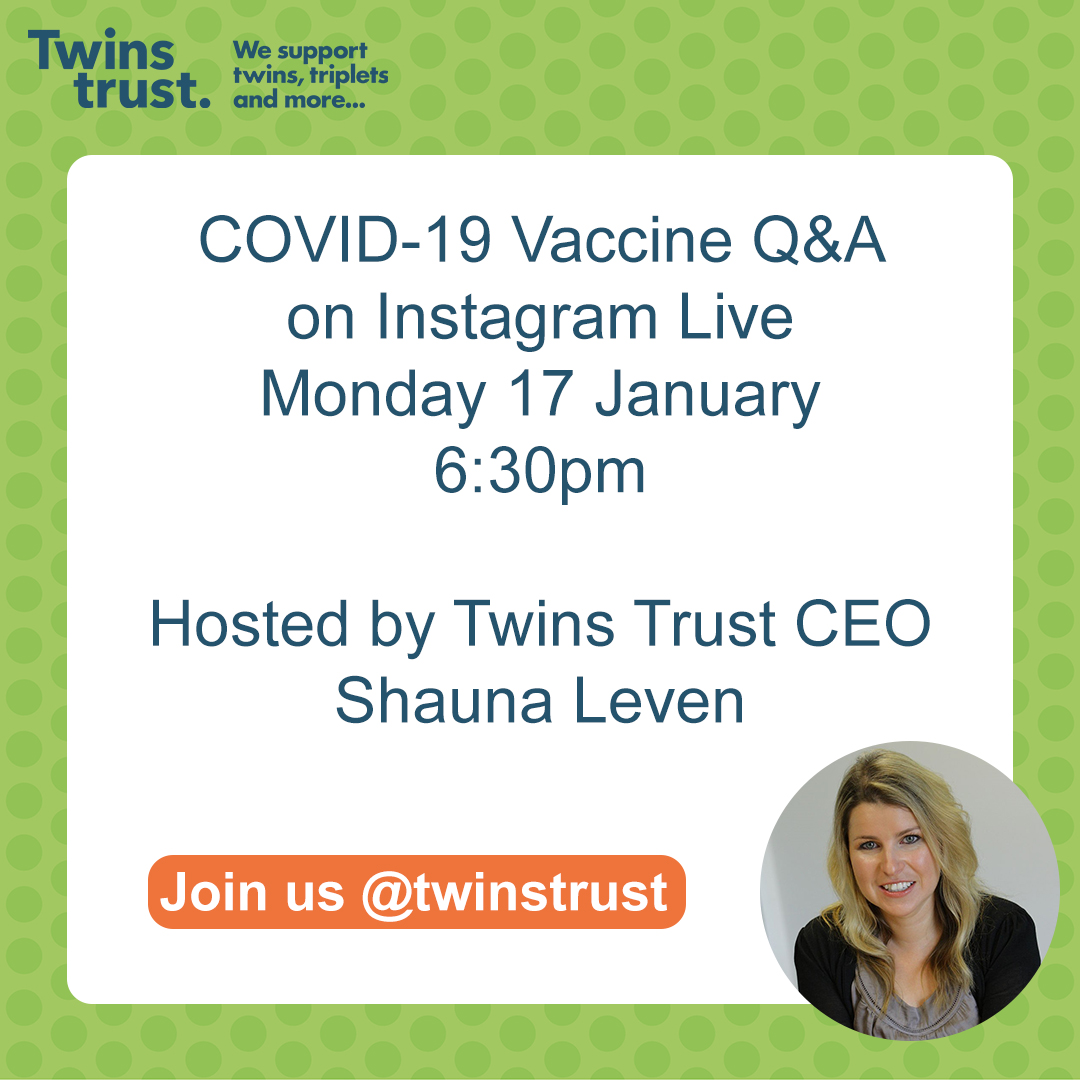 Twins
trust.
We support
twins, triplets
and more...
COVID-19 Vaccine Q&A
on Instagram Live
Monday 17 January
6:30pm
Hosted by Twins Trust CEO
Shauna Leven
Join us @twinstrust